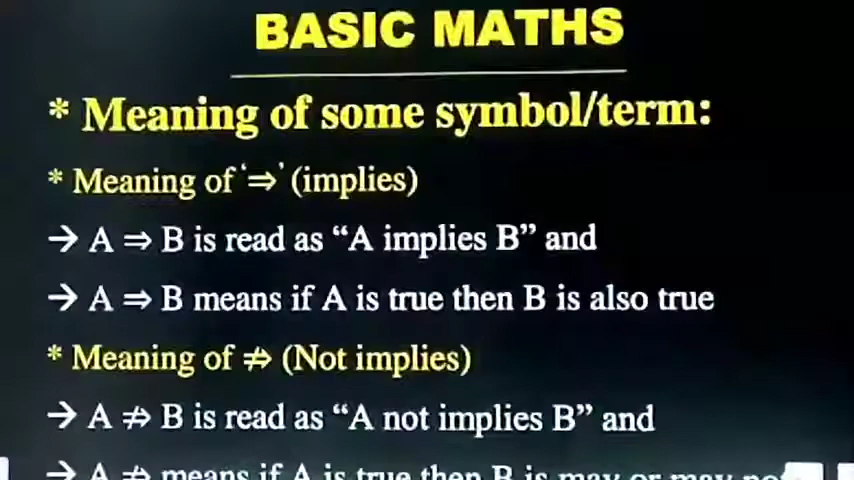 BASIC MATHS
* Meaning of some symbol/term:
* Meaning of '⇒' (implies)
→ A ⇒ B is read as “A implies B” and
→ A ⇒ B means if A is true then B is also true
* Meaning of ⇏ (Not implies)
→ A ⇏ B is read as “A not implies B” and
→ A ⇏ means if A is true then B is may or may not